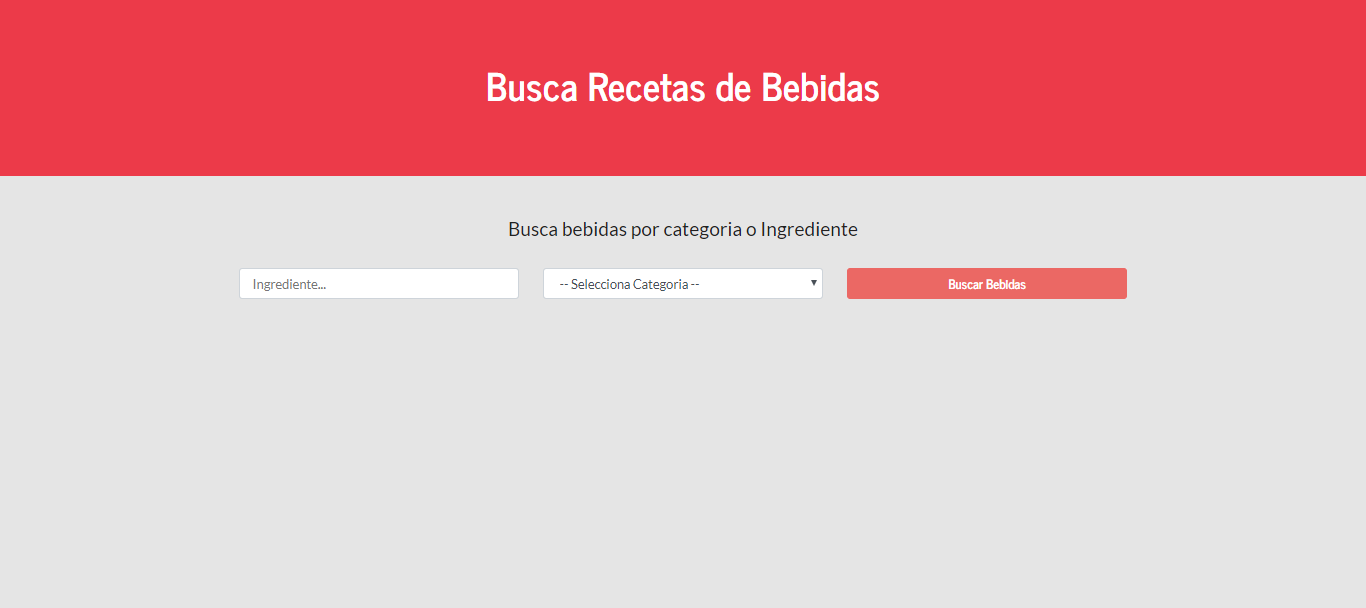 Busca Recetas de Bebidas
Busca bebidas por categoria o Ingrediente
Ingrediente...
-- Selecciona Categoria --
Buscar Bebidas